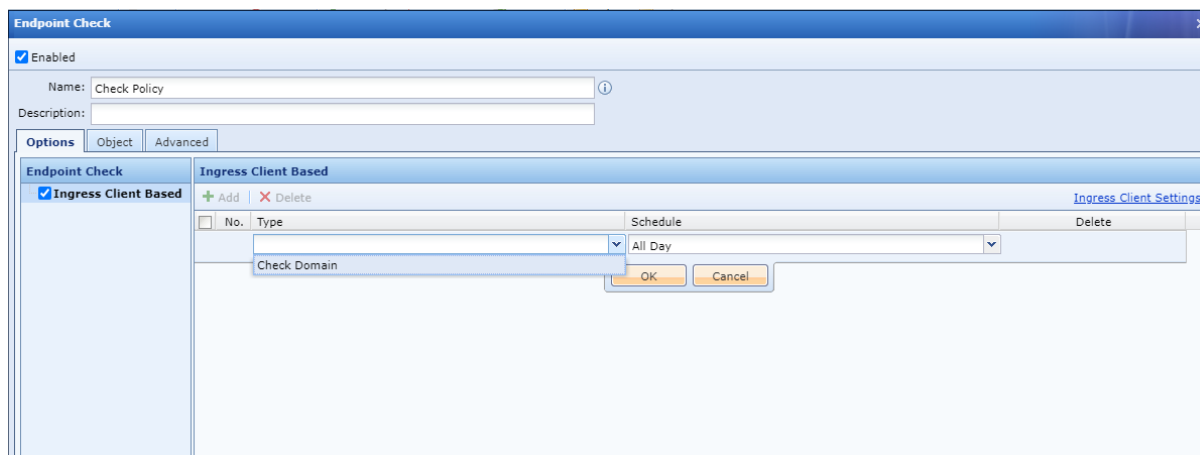 Endpoint Check
Enabled
Name: Check Policy
Description:
Options Object Advanced
Endpoint Check Ingress Client Based
Ingress Client Based Add Delete Ingress Client Settings
No. Type Schedule Delete
All Day
Check Domain
OK Cancel